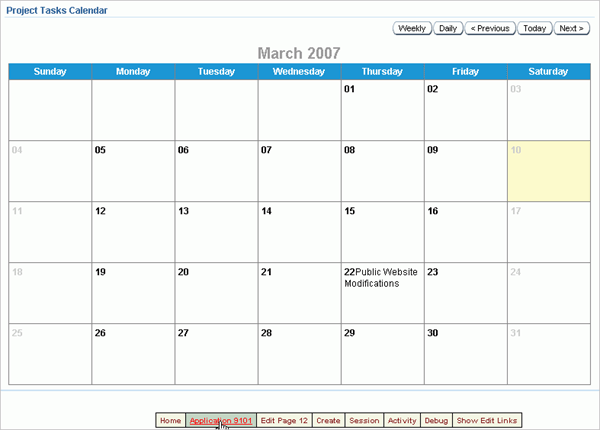 Project Tasks Calendar
Weekly Daily < Previous Today Next >
March 2007
Sunday Monday Tuesday Wednesday Thursday Friday Saturday
01 02 03
04 05 06 07 08 09 10
11 12 13 14 15 16 17
18 19 20 21 22Public Website 23 24
Modifications
25 26 27 28 29 30 31
Home Application 9101 Edit Page 12 Create Session Activity Debug Show Edit Links